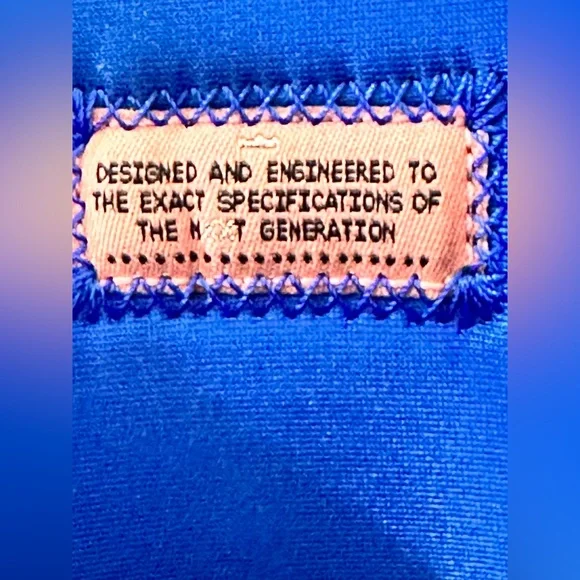 DESIGNED AND ENGINEERED TO
THE EXACT SPECIFICATIONS OF
THE GENERATION